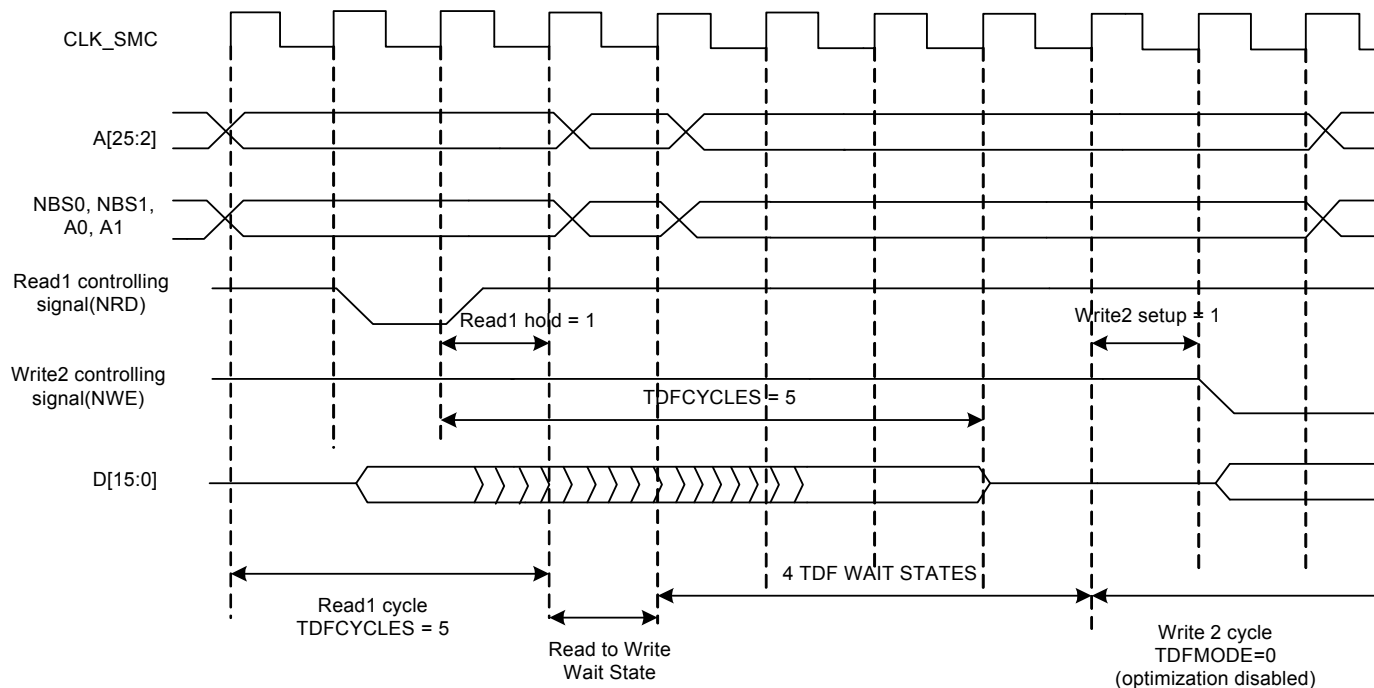 CLK_SMC
A[25:2]
NBS0, NBS1,
A0, A1
Read1 controlling
signal(NRD)
Read1 hold = 1
Write2 setup = 1
Write2 controlling
signal(NWE)
TDFCYCLES = 5
D[15:0]
4 TDF WAIT STATES
Read1 cycle
TDFCYCLES = 5
Read to Write
Wait State
Write 2 cycle
TDFMODE=0
(optimization disabled)